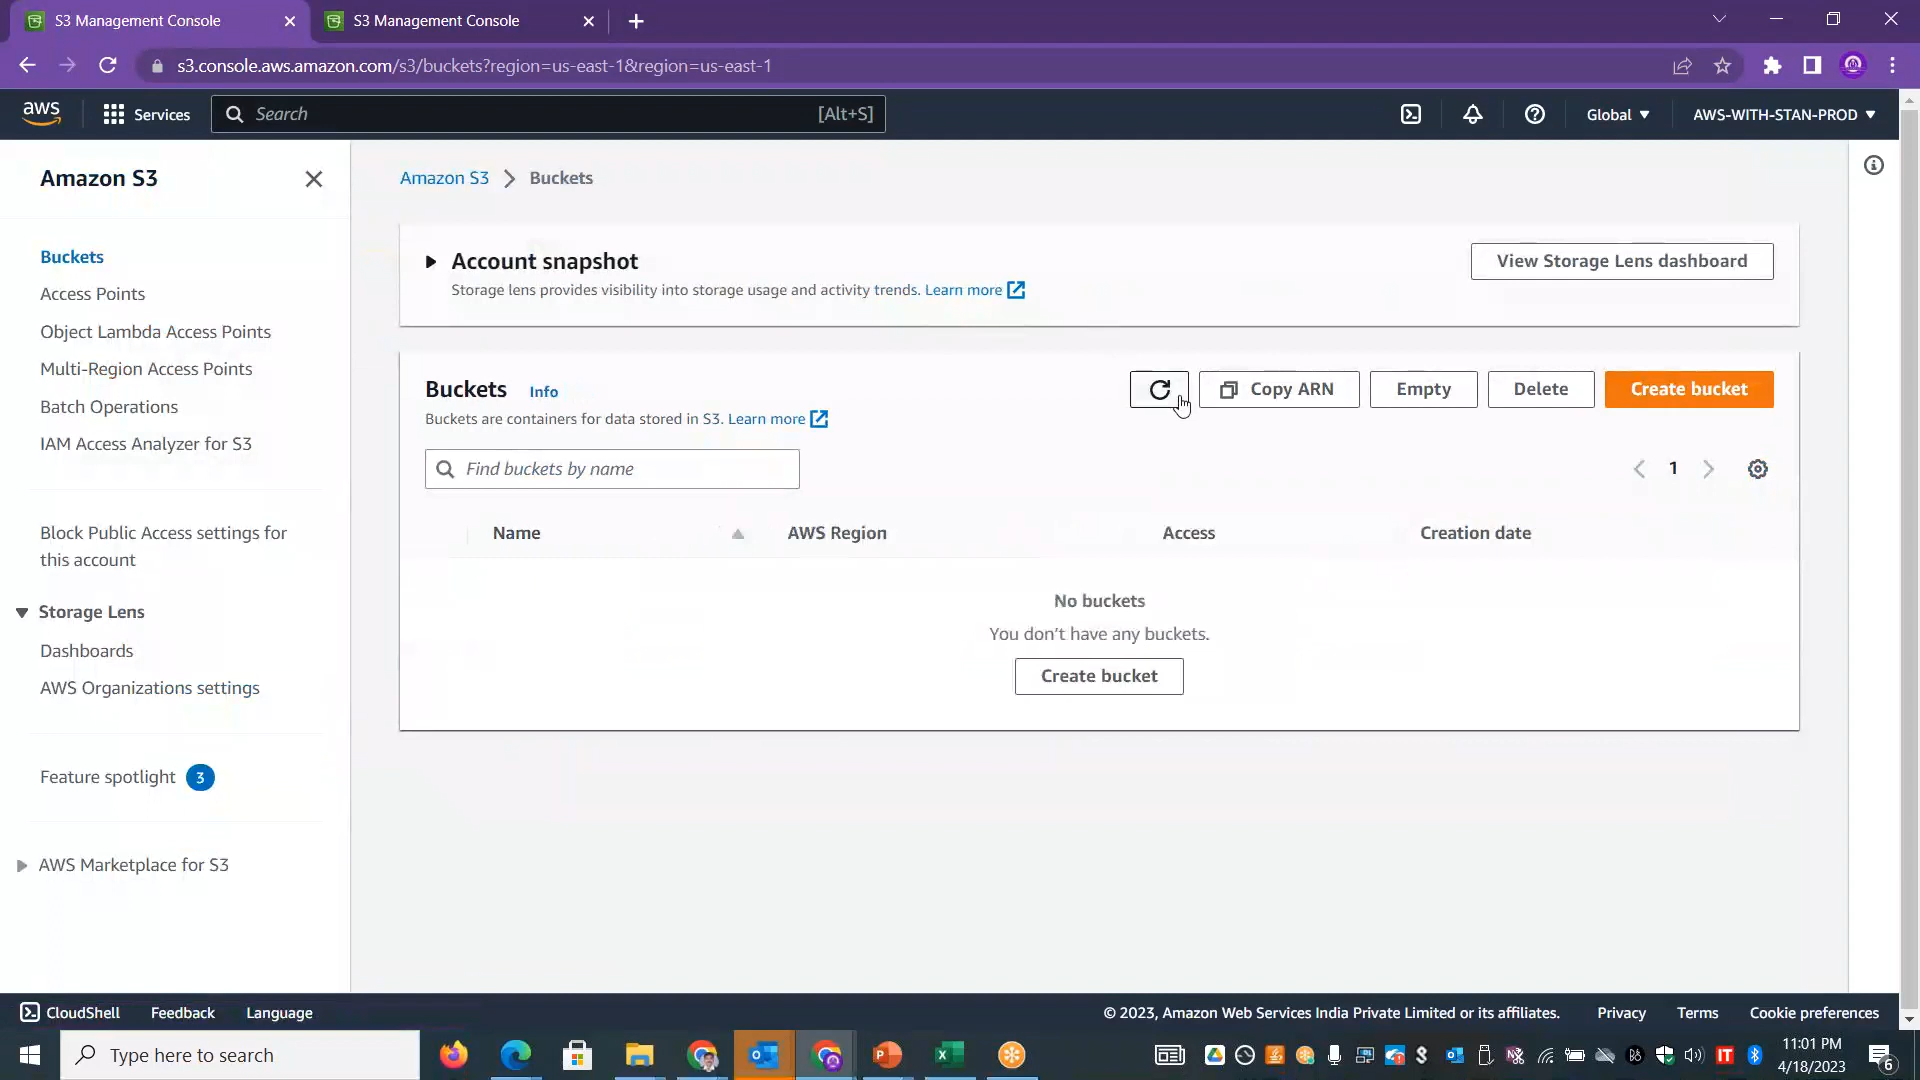 S3 Management Console
S3 Management Console
s3.console.aws.amazon.com/s3/buckets?region=us-east-1&region=us-east-1
aws
Services
Search
[Alt+S]
Global
AWS-WITH-STAN-PROD
Amazon S3
Buckets
Access Points
Object Lambda Access Points
Multi-Region Access Points
Batch Operations
IAM Access Analyzer for S3
Block Public Access settings for
this account
Storage Lens
Dashboards
AWS Organizations settings
Feature spotlight 3
AWS Marketplace for S3
Amazon S3 > Buckets
Account snapshot
Storage lens provides visibility into storage usage and activity trends. Learn more
View Storage Lens dashboard
Buckets Info
Buckets are containers for data stored in S3. Learn more
Copy ARN
Empty
Delete
Create bucket
Find buckets by name
1
Name
AWS Region
Access
Creation date
No buckets
You don't have any buckets.
Create bucket
CloudShell
Feedback
Language
© 2023, Amazon Web Services India Private Limited or its affiliates.
Privacy
Terms
Cookie preferences
Type here to search
11:01 PM
4/18/2023
6